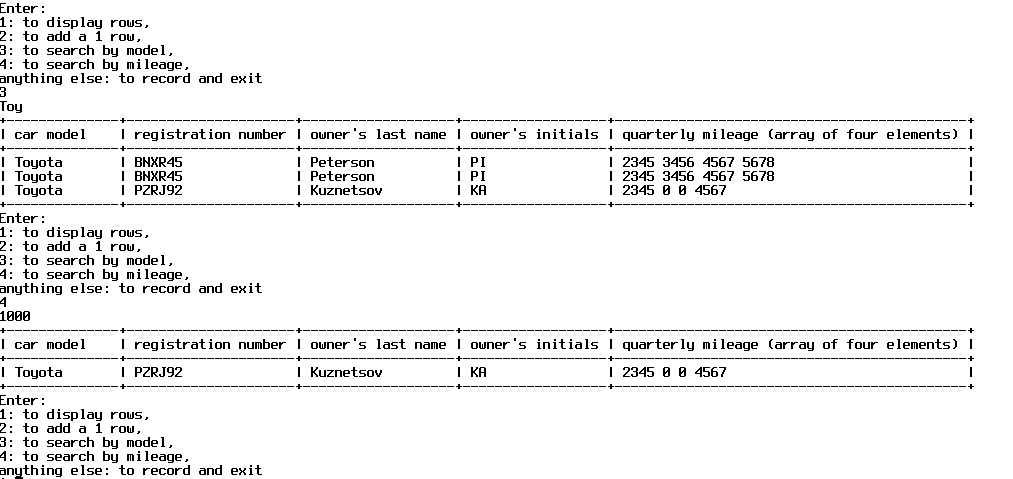 Enter:
1: to display rows,
2: to add a 1 row,
3: to search by model,
4: to search by mileage,
anything else: to record and exit
3
Toy
+--------------+----------------------+-------------------+------------------+--------------------------------------------+
| car model    | registration number | owner's last name | owner's initials | quarterly mileage (array of four elements) |
+--------------+----------------------+-------------------+------------------+--------------------------------------------+
| Toyota | BNXR45 | Peterson | PI | 2345 3456 4567 5678 |
| Toyota | BNXR45 | Peterson | PI | 2345 3456 4567 5678 |
| Toyota | PZRJ92 | Kuznetsov | KA | 2345 0 0 4567 |
+--------------+----------------------+-------------------+------------------+--------------------------------------------+
Enter:
1: to display rows,
2: to add a 1 row,
3: to search by model,
4: to search by mileage,
anything else: to record and exit
4
1000
+--------------+----------------------+-------------------+------------------+--------------------------------------------+
| car model    | registration number | owner's last name | owner's initials | quarterly mileage (array of four elements) |
+--------------+----------------------+-------------------+------------------+--------------------------------------------+
| Toyota | PZRJ92 | Kuznetsov | KA | 2345 0 0 4567 |
+--------------+----------------------+-------------------+------------------+--------------------------------------------+
Enter:
1: to display rows,
2: to add a 1 row,
3: to search by model,
4: to search by mileage,
anything else: to record and exit